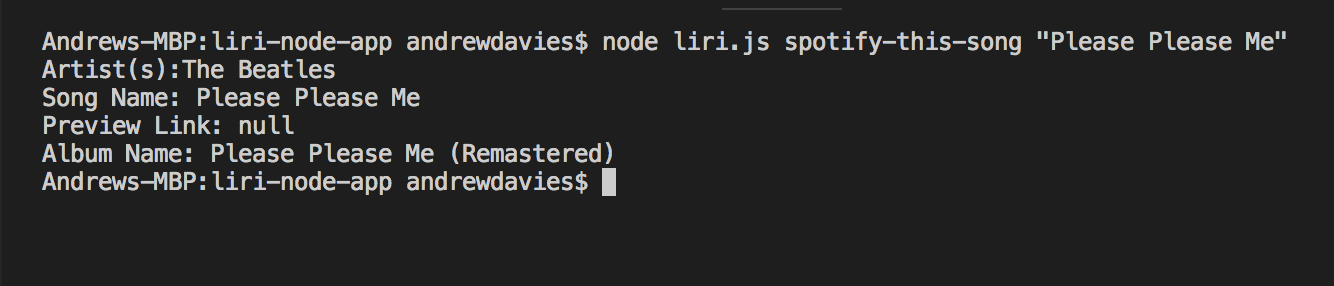 Andrews-MBP:liri-node-app andrewdavies$ node liri.js spotify-this-song "Please Please Me"
Artist(s):The Beatles
Song Name: Please Please Me
Preview Link: null
Album Name: Please Please Me (Remastered)
Andrews-MBP:liri-node-app andrewdavies$